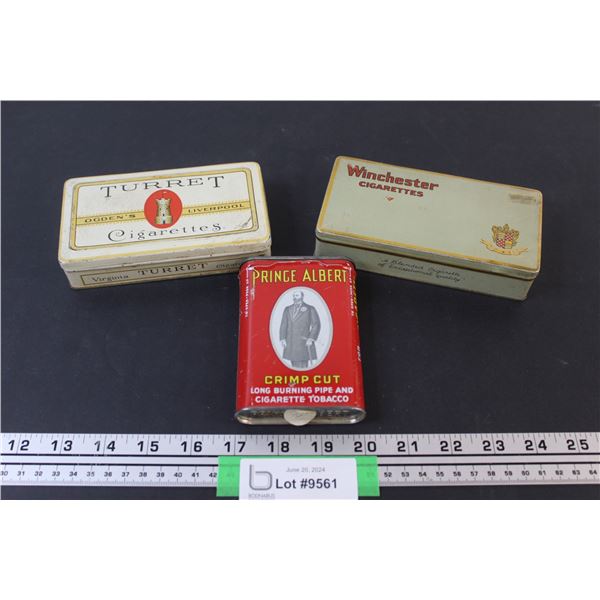 TURRET
OGDEN'S LIVERPOOL
Cigarettes
Virginia TURRET
Winchester
CIGARETTES
A Blended Cigarette
of Exceptional Quality
PRINCE ALBERT
CRIMP CUT
LONG BURNING PIPE AND
CIGARETTE TOBACCO
12 13 14 15 16 17 18 19 20 21 22 23 24 25
June 20, 2024
Lot #9561